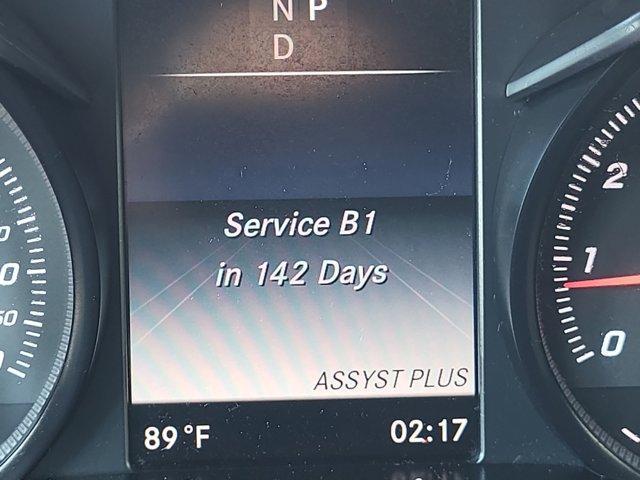 N P
D
Service B1
in 142 Days
ASSYST PLUS
89°F 02:17
2
1
0